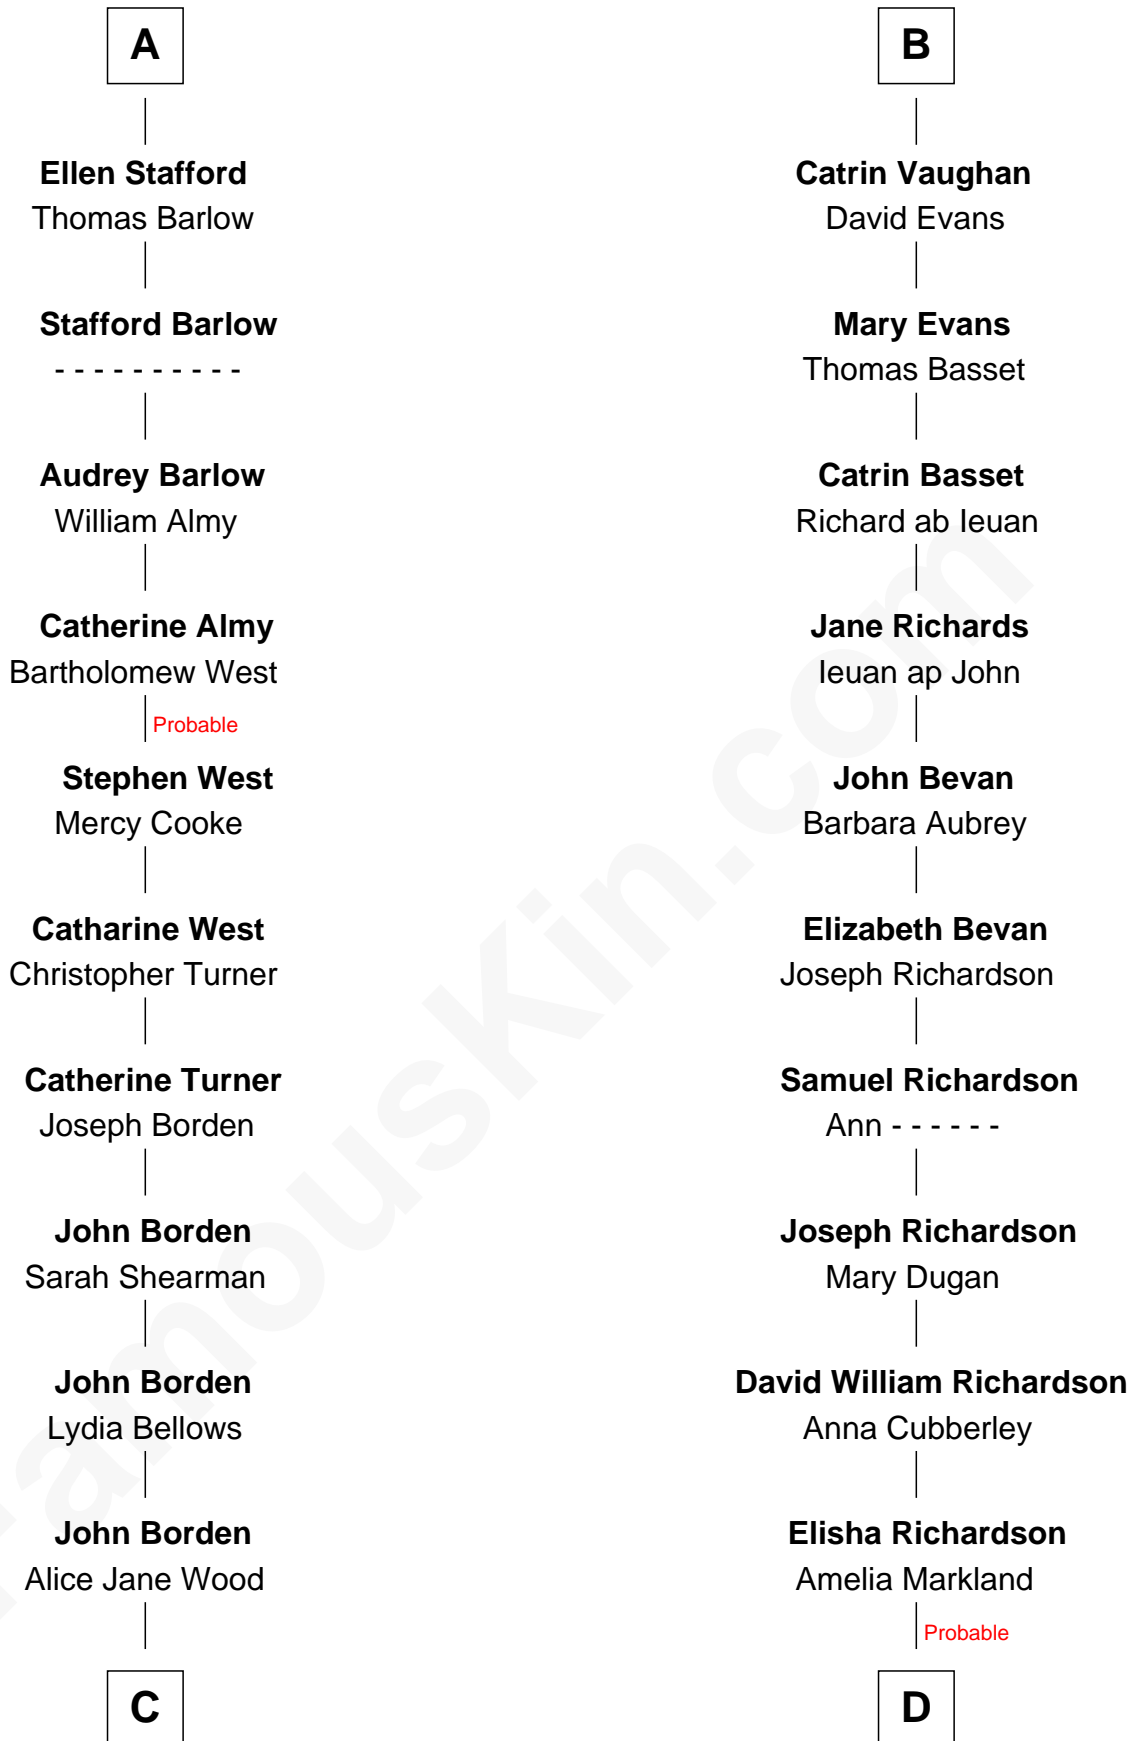 A
Ellen Stafford
Thomas Barlow
Stafford Barlow
- - - - - - - - - -
Audrey Barlow
William Almy
Catherine Almy
Bartholomew West
Probable
Stephen West
Mercy Cooke
Catharine West
Christopher Turner
Catherine Turner
Joseph Borden
John Borden
Sarah Shearman
John Borden
Lydia Bellows
John Borden
Alice Jane Wood
C
B
Catrin Vaughan
David Evans
Mary Evans
Thomas Basset
Catrin Basset
Richard ab Ieuan
Jane Richards
Ieuan ap John
John Bevan
Barbara Aubrey
Elizabeth Bevan
Joseph Richardson
Samuel Richardson
Ann - - - - - -
Joseph Richardson
Mary Dugan
David William Richardson
Anna Cubberley
Elisha Richardson
Amelia Markland
Probable
D
FamousKin.com